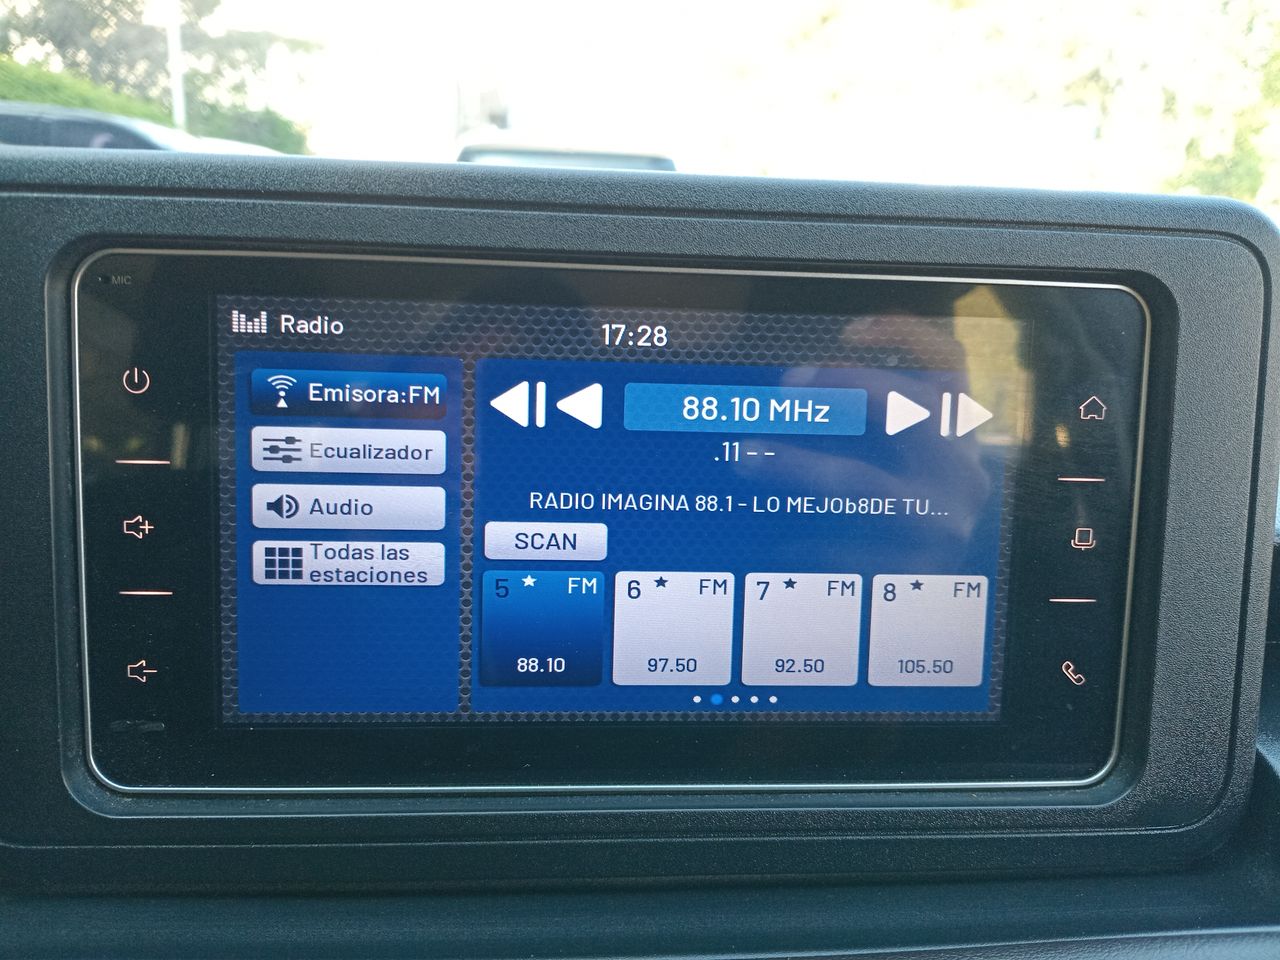 MIC
Radio
17:28
Emisora:FM
88.10 MHz
Ecualizador
.11--
Audio
RADIO IMAGINA 88.1 - LO MEJOb8DE TU...
SCAN
Todas las
estaciones
5 ★ FM
88.10
6 ★ FM
97.50
7 ★ FM
92.50
8 ★ FM
105.50